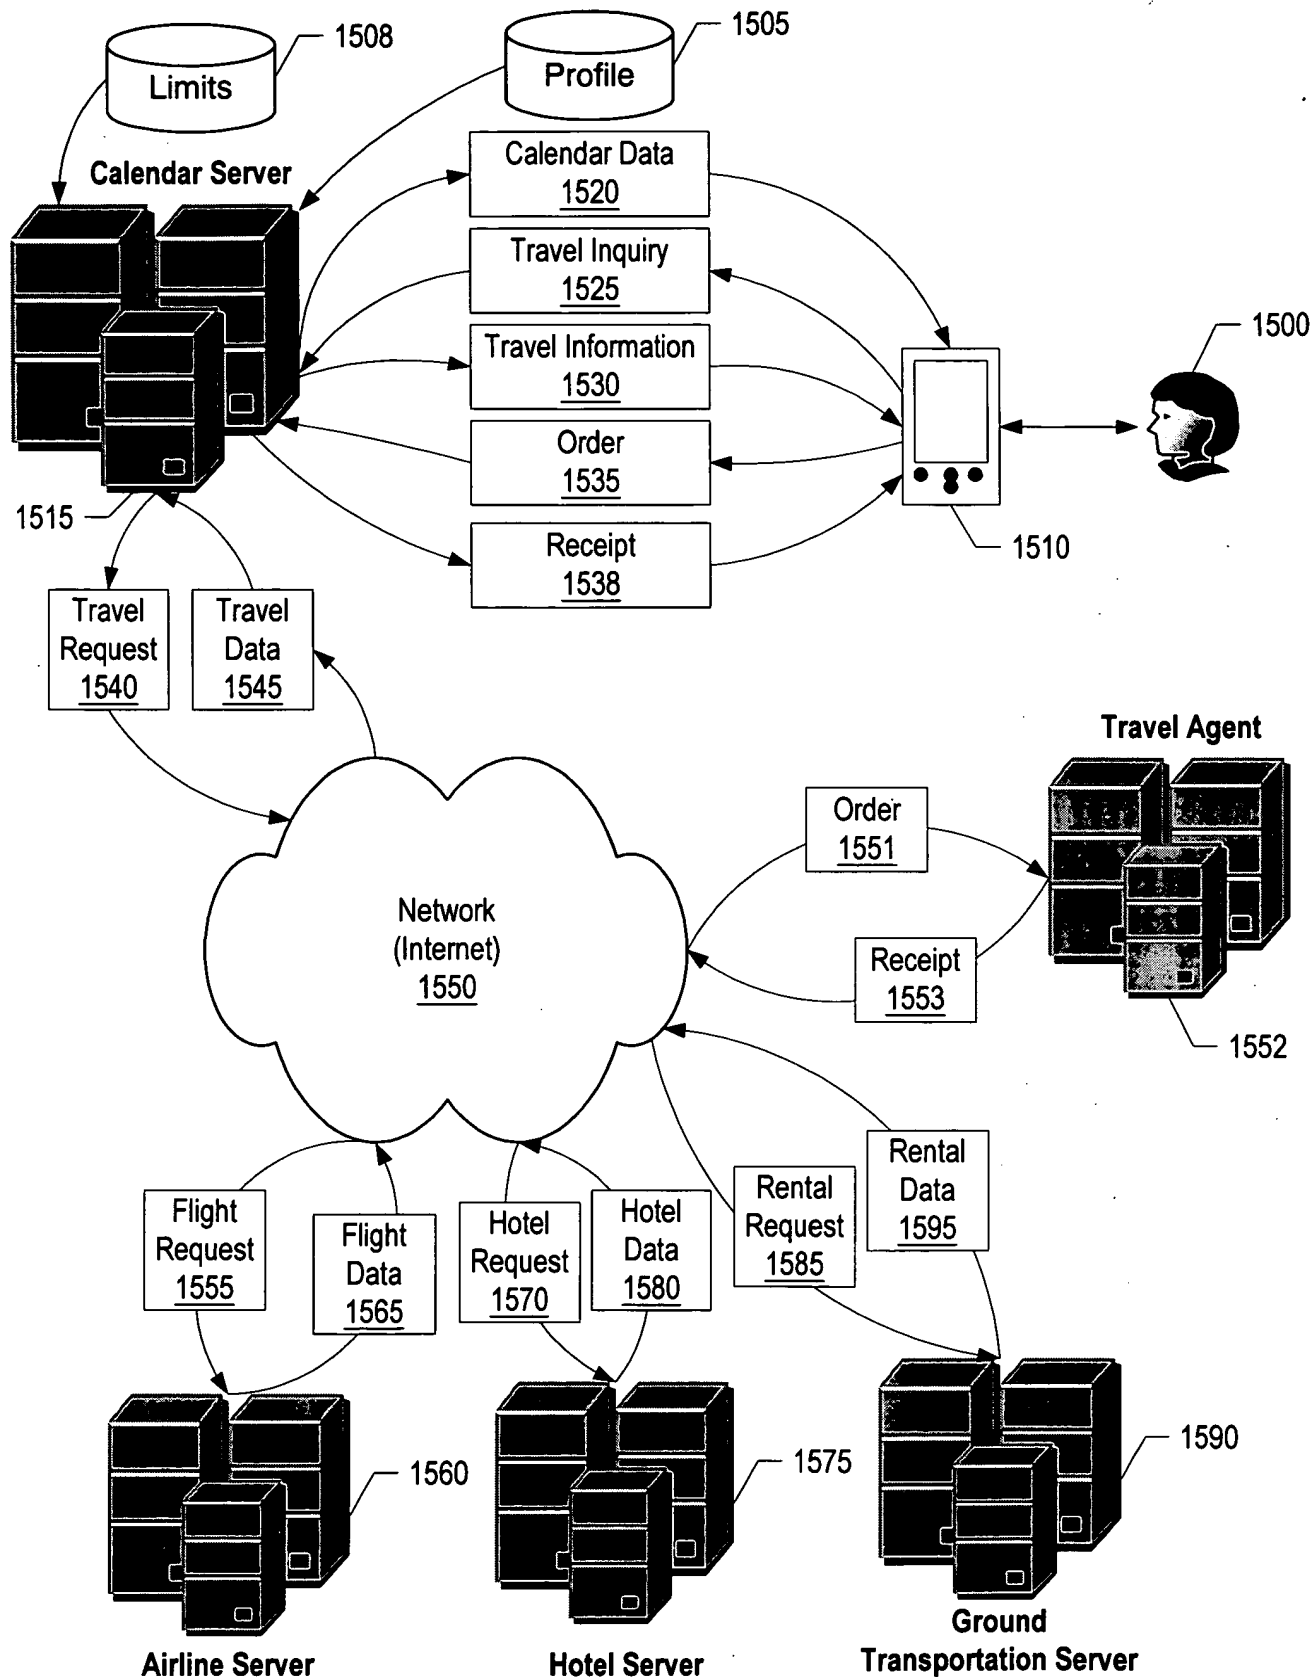 1508
1505
Limits
Profile
Calendar Server
Calendar Data
1520
Travel Inquiry
1525
Travel Information
1530
1500
Order
1535
1515
1510
Receipt
1538
Travel
Request
1540
Travel
Data
1545
Travel Agent
Order
1551
Network
(Internet)
1550
Receipt
1553
1552
Flight
Request
1555
Flight
Data
1565
Hotel
Request
1570
Hotel
Data
1580
Rental
Request
1585
Rental
Data
1595
1560
1575
1590
Airline Server
Hotel Server
Ground
Transportation Server